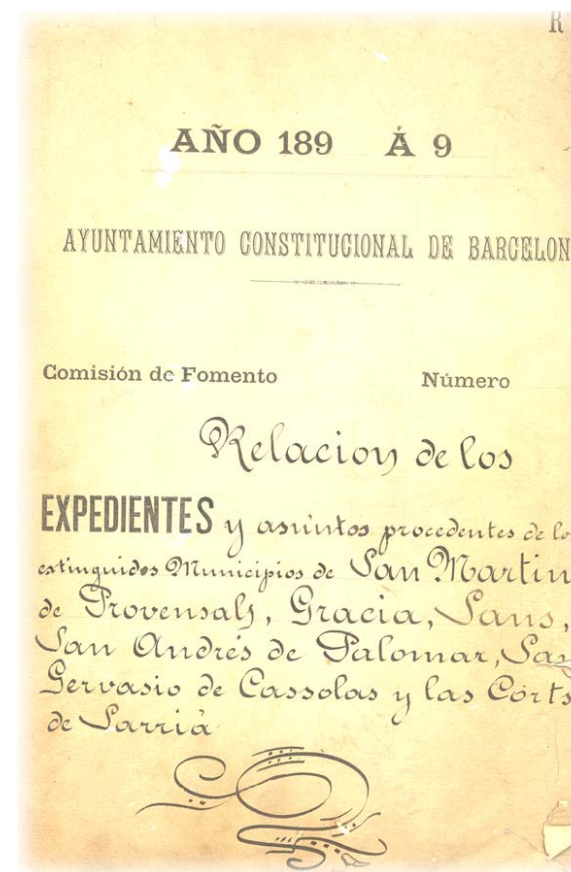 R
AÑO 189 Á 9
AYUNTAMIENTO CONSTITUCIONAL DE BARCELON
Comisión de Fomento Número
Relacion de los
EXPEDIENTES y asuntos procedentes de lo
extinguidos Municipios de San Martin
de Provensals, Gracia, Sans,
San Andrés de Palomar, San
Gervasio de Cassolas y las Córts
de Sarriá